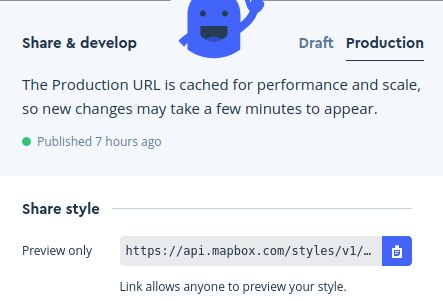 Share & develop
Draft
Production
The Production URL is cached for performance and scale,
so new changes may take a few minutes to appear.
Published 7 hours ago
Share style
Preview only
https://api.mapbox.com/styles/v1/…
Link allows anyone to preview your style.